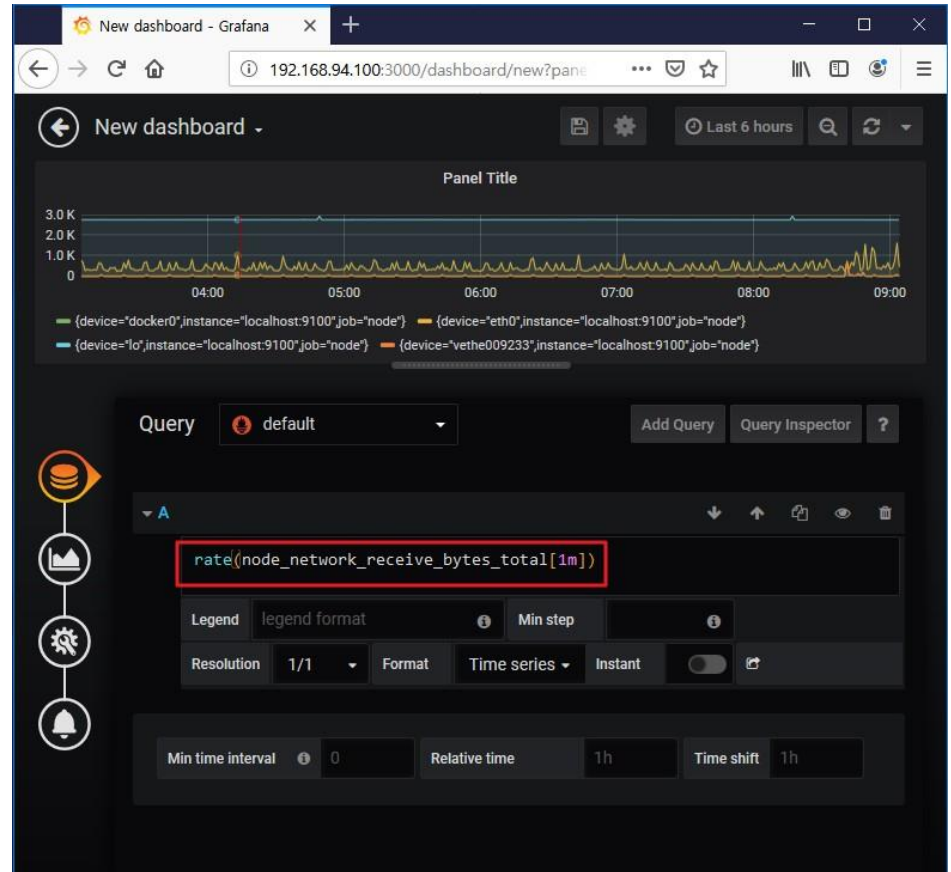 New dashboard - Grafana
192.168.94.100:3000/dashboard/new?pane
New dashboard
Last 6 hours
Panel Title
3.0 K
2.0 K
1.0 K
0
04:00 05:00 06:00 07:00 08:00 09:00
{device="docker0",instance="localhost:9100",job="node"} {device="eth0",instance="localhost:9100",job="node"}
{device="lo",instance="localhost:9100",job="node"} {device="vethe009233",instance="localhost:9100",job="node"}
Query default Add Query Query Inspector ?
A
rate(node_network_receive_bytes_total[1m])
Legend legend format Min step
Resolution 1/1 Format Time series Instant
Min time interval 0 Relative time 1h Time shift 1h